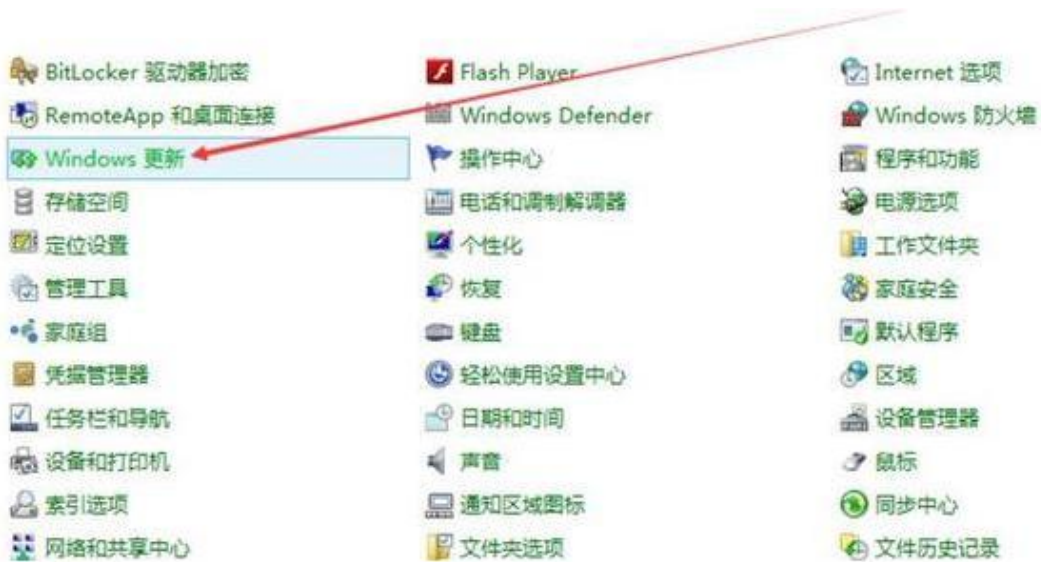 BitLocker 驱动器加密
Flash Player
Internet 选项
RemoteApp 和桌面连接
Windows Defender
Windows 防火墙
Windows 更新
操作中心
程序和功能
存储空间
电话和调制解调器
电源选项
定位设置
个性化
工作文件夹
管理工具
恢复
家庭安全
家庭组
键盘
默认程序
凭据管理器
轻松使用设置中心
区域
任务栏和导航
日期和时间
设备管理器
设备和打印机
声音
鼠标
索引选项
通知区域图标
同步中心
网络和共享中心
文件夹选项
文件历史记录